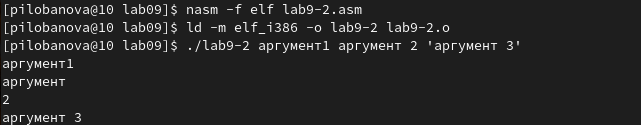 [pilobanova@10 lab09]$ nasm -f elf lab9-2.asm
[pilobanova@10 lab09]$ ld -m elf_i386 -o lab9-2 lab9-2.o
[pilobanova@10 lab09]$ ./lab9-2 аргумент1 аргумент 2 'аргумент 3'
аргумент1
аргумент
2
аргумент 3